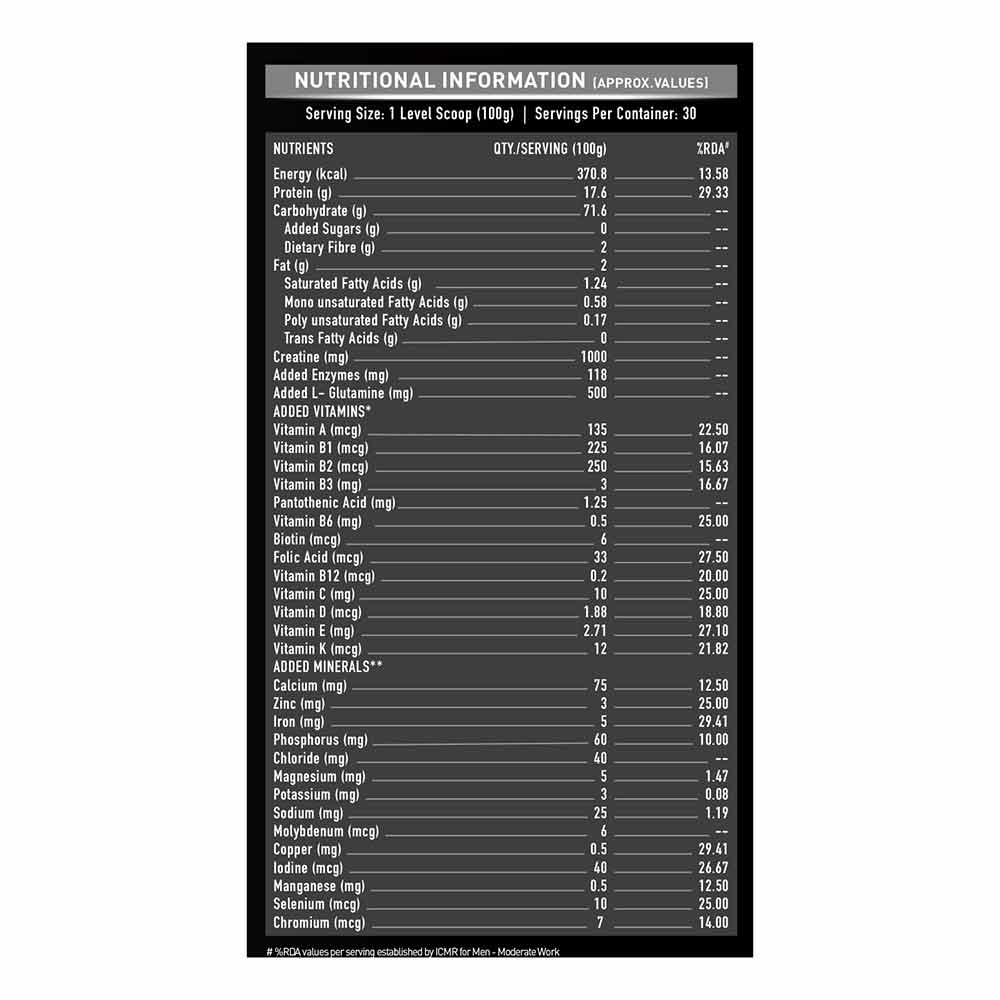 NUTRITIONAL INFORMATION [APPROX.VALUES]
Serving Size: 1 Level Scoop (100g) | Servings Per Container: 30
NUTRIENTS QTY./SERVING (100g) %RDA#
Energy (kcal) 370.8 13.58
Protein (g) 17.6 29.33
Carbohydrate (g) 71.6 --
Added Sugars (g) 0 --
Dietary Fibre (g) 2 --
Fat (g) 2 --
Saturated Fatty Acids (g) 1.24 --
Mono unsaturated Fatty Acids (g) 0.58 --
Poly unsaturated Fatty Acids (g) 0.17 --
Trans Fatty Acids (g) 0 --
Creatine (mg) 1000 --
Added Enzymes (mg) 118 --
Added L- Glutamine (mg) 500 --
ADDED VITAMINS*
Vitamin A (mcg) 135 22.50
Vitamin B1 (mcg) 225 16.07
Vitamin B2 (mcg) 250 15.63
Vitamin B3 (mg) 3 16.67
Pantothenic Acid (mg) 1.25 --
Vitamin B6 (mg) 0.5 25.00
Biotin (mcg) 6 --
Folic Acid (mcg) 33 27.50
Vitamin B12 (mcg) 0.2 20.00
Vitamin C (mg) 10 25.00
Vitamin D (mcg) 1.88 18.80
Vitamin E (mg) 2.71 27.10
Vitamin K (mcg) 12 21.82
ADDED MINERALS**
Calcium (mg) 75 12.50
Zinc (mg) 3 25.00
Iron (mg) 5 29.41
Phosphorus (mg) 60 10.00
Chloride (mg) 40 --
Magnesium (mg) 5 1.47
Potassium (mg) 3 0.08
Sodium (mg) 25 1.19
Molybdenum (mcg) 6 --
Copper (mg) 0.5 29.41
Iodine (mcg) 40 26.67
Manganese (mg) 0.5 12.50
Selenium (mcg) 10 25.00
Chromium (mcg) 7 14.00
# %RDA values per serving established by ICMR for Men - Moderate Work